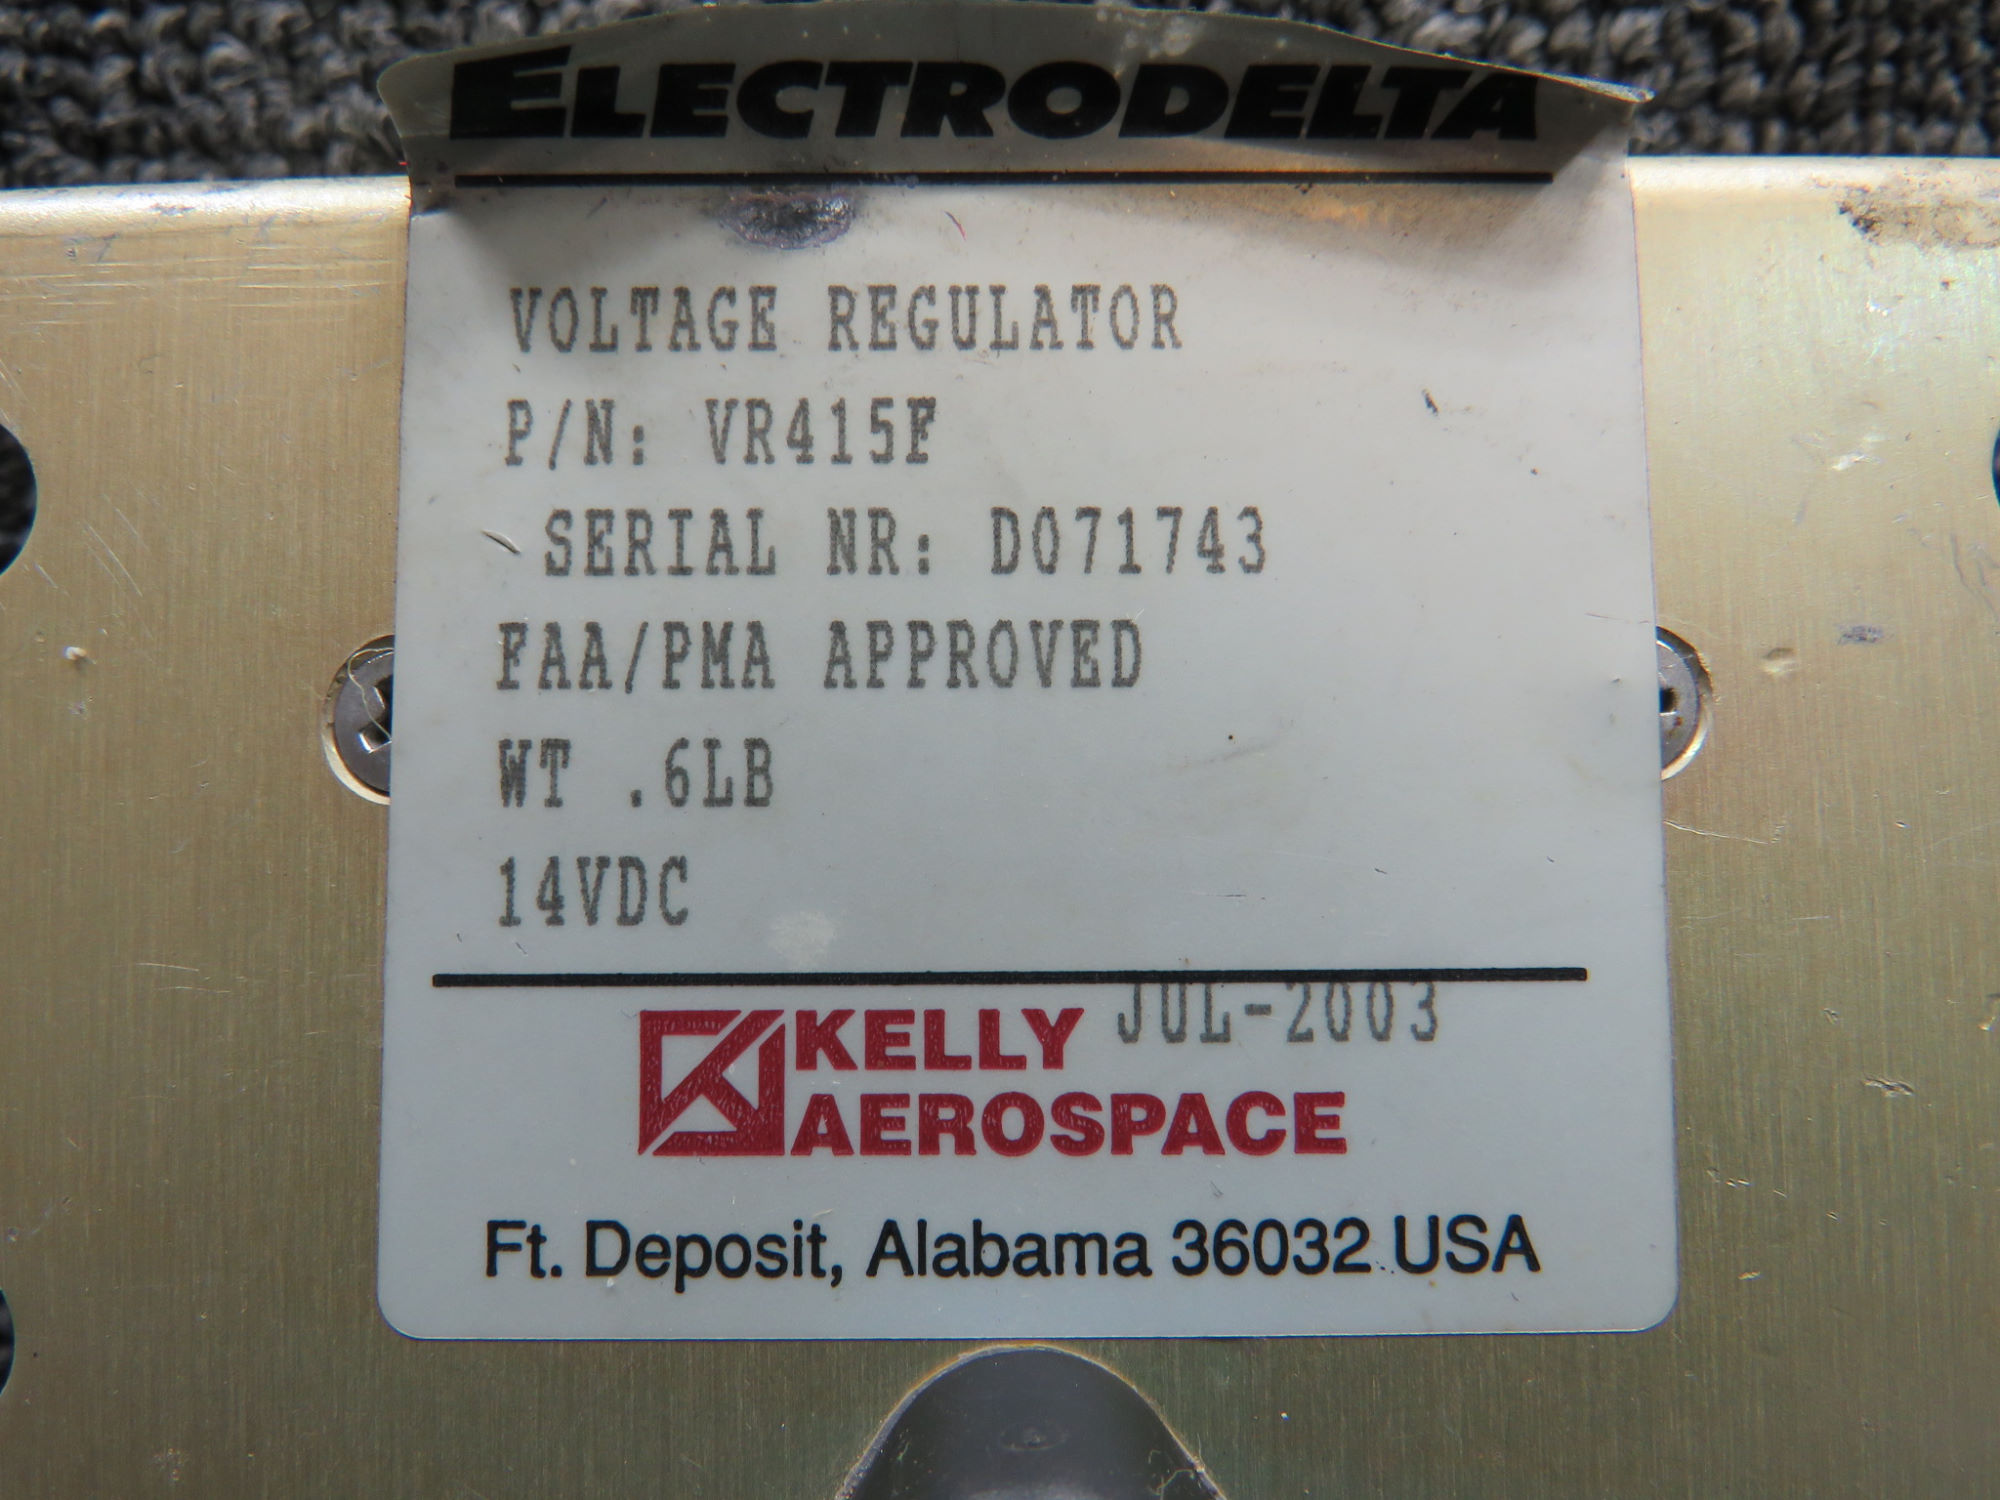 ELECTRODELTA
VOLTAGE REGULATOR
P/N: VR415F
SERIAL NR: D071743
FAA/PMA APPROVED
WT .6LB
14VDC
JUL-2003
KELLY
AEROSPACE
Ft. Deposit, Alabama 36032 USA